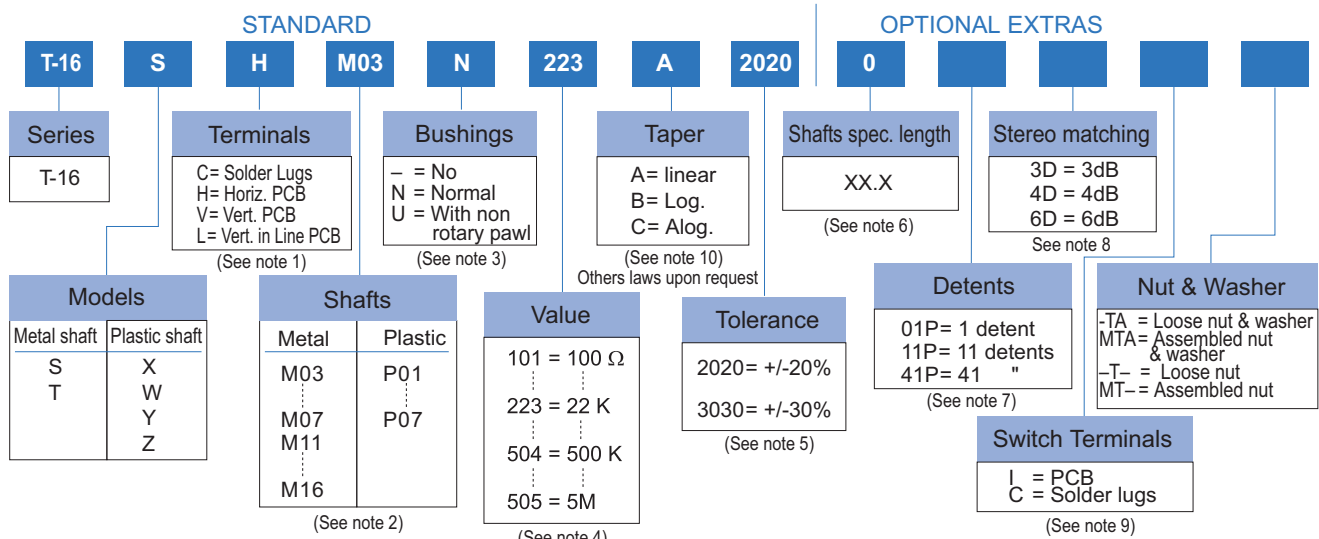 STANDARD
OPTIONAL EXTRAS
T-16 S H M03 N 223 A 2020 0
Series
T-16
Terminals
C= Solder Lugs
H= Horiz. PCB
V= Vert. PCB
L= Vert. in Line PCB
(See note 1)
Bushings
– = No
N = Normal
U = With non
rotary pawl
(See note 3)
Taper
A= linear
B= Log.
C= Alog.
(See note 10)
Others laws upon request
Shafts spec. length
XX.X
(See note 6)
Stereo matching
3D = 3dB
4D = 4dB
6D = 6dB
See note 8
Models
Metal shaft Plastic shaft
S X
T W
Y
Z
Shafts
Metal Plastic
M03 P01
M07 P07
M11
M16
(See note 2)
Value
101 = 100 Ω
223 = 22 K
504 = 500 K
505 = 5M
(See note 4)
Tolerance
2020= +/-20%
3030= +/-30%
(See note 5)
Detents
01P= 1 detent
11P= 11 detents
41P= 41 "
(See note 7)
Nut & Washer
-TA = Loose nut & washer
MTA= Assembled nut
& washer
–T– = Loose nut
MT– = Assembled nut
Switch Terminals
I = PCB
C = Solder lugs
(See note 9)